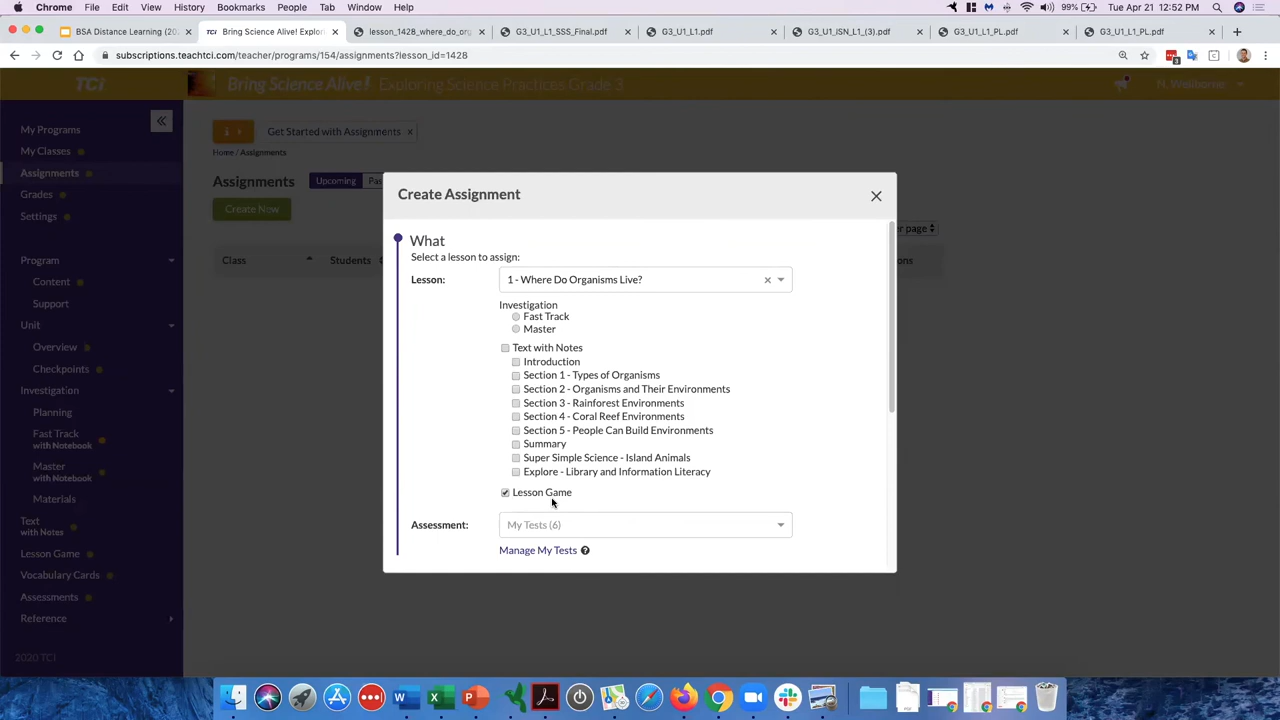 Chrome File Edit View History Bookmarks People Tab Window Help 99% Tue Apr 21 12:52 PM
BSA Distance Learning (20 × TCi Bring Science Alive! Explori × lesson_1428_where_do_org × G3_U1_L1_SSS_Final.pdf × G3_U1_L1.pdf × G3_U1_ISN_L1_(3).pdf × G3_U1_L1_PL.pdf × G3_U1_L1_PL.pdf ×
subscriptions.teachtci.com/teacher/programs/154/assignments?lesson_id=1428
TCi Bring Science Alive! Exploring Science Practices Grade 3 H. Wellborne
My Programs
My Classes
Assignments
Grades
Settings
Program
Content
Support
Unit
Overview
Checkpoints
Investigation
Planning
Fast Track
with Notebook
Master
with Notebook
Materials
Text
with Notes
Lesson Game
Vocabulary Cards
Assessments
Reference
2020 TCI
Get Started with Assignments ×
Home / Assignments
Assignments Upcoming Pas
Create New
er page
Class Students ons
Create Assignment
What
Select a lesson to assign:
Lesson: 1 - Where Do Organisms Live? ×
Investigation
Fast Track
Master
Text with Notes
Introduction
Section 1 - Types of Organisms
Section 2 - Organisms and Their Environments
Section 3 - Rainforest Environments
Section 4 - Coral Reef Environments
Section 5 - People Can Build Environments
Summary
Super Simple Science - Island Animals
Explore - Library and Information Literacy
Lesson Game
Assessment: My Tests (6)
Manage My Tests ?